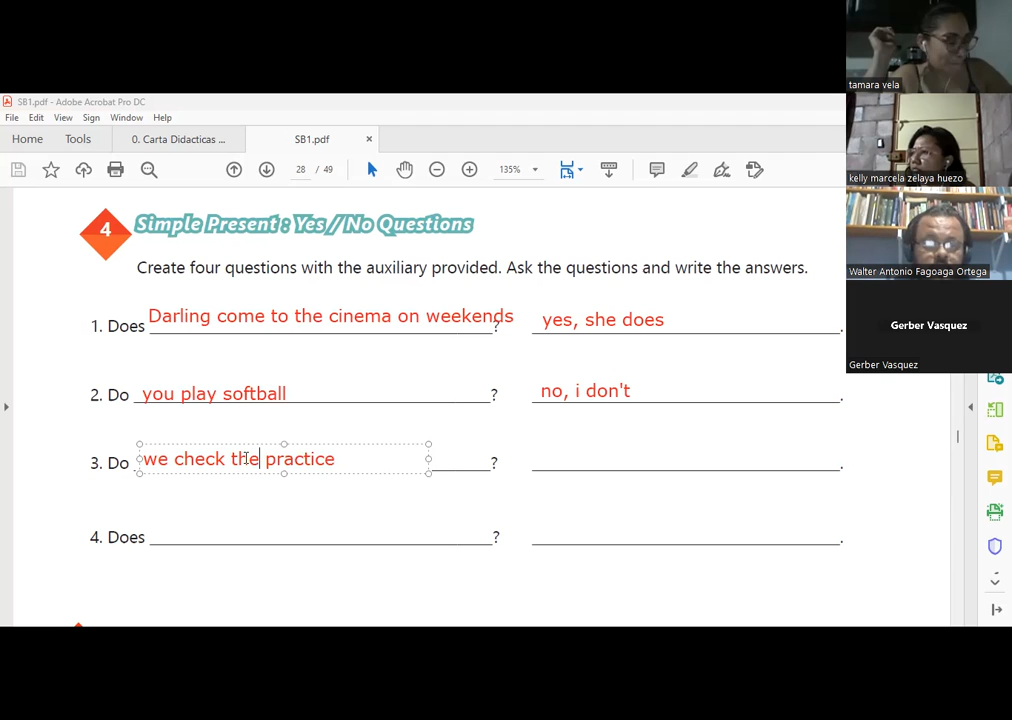 tamara vela
SB1.pdf - Adobe Acrobat Pro DC
File Edit View Sign Window Help
Home Tools 0. Carta Didacticas ... SB1.pdf ×
28 / 49 135%
kelly marcela zelaya huezo
4 Simple Present : Yes / No Questions
Create four questions with the auxiliary provided. Ask the questions and write the answers.
Walter Antonio Fagoaga Ortega
1. Does Darling come to the cinema on weekends ? yes, she does .
Gerber Vasquez
Gerber Vasquez
2. Do you play softball ? no, i don't .
3. Do we check the practice ? .
4. Does ? .